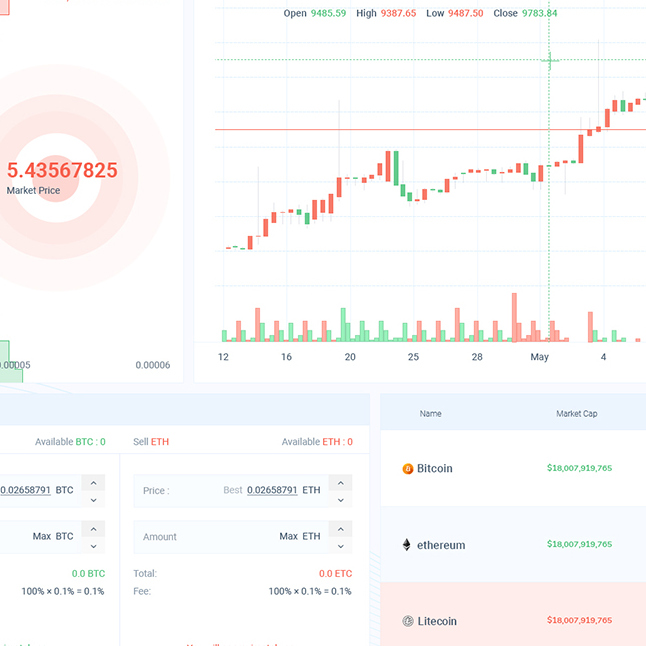 Open 9485.59 High 9387.65 Low 9487.50 Close 9783.84
5.43567825
Market Price
0.00005 0.00006
12 16 20 25 28 May 4
Name Market Cap
Available BTC : 0 Sell ETH Available ETH : 0
0.02658791 BTC Price : Best 0.02658791 ETH
Bitcoin $18,007,919,765
Max BTC Amount Max ETH
ethereum $18,007,919,765
0.0 BTC Total: 0.0 ETC
100% × 0.1% = 0.1% Fee: 100% × 0.1% = 0.1%
Litecoin $18,007,919,765